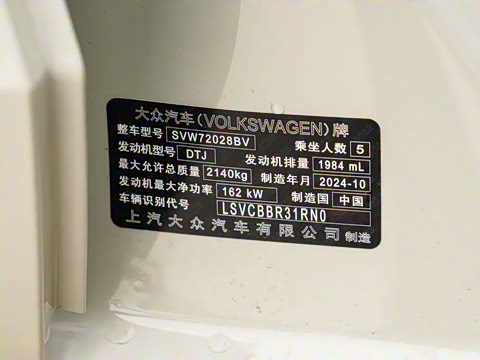 大众汽车(VOLKSWAGEN)牌
整车型号 SVW72028BV 乘坐人数 5
发动机型号 DTJ 发动机排量 1984 mL
最大允许总质量 2140kg 制造年月 2024-10
发动机最大净功率 162 kW 制造国 中国
车辆识别代号 LSVCBBR31RN0
上汽大众汽车有限公司 制造